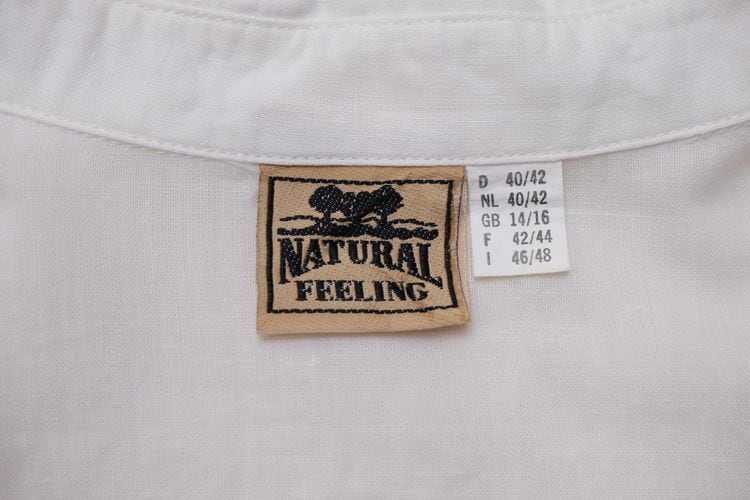 NATURAL
FEELING
D 40/42
NL 40/42
GB 14/16
F 42/44
I 46/48